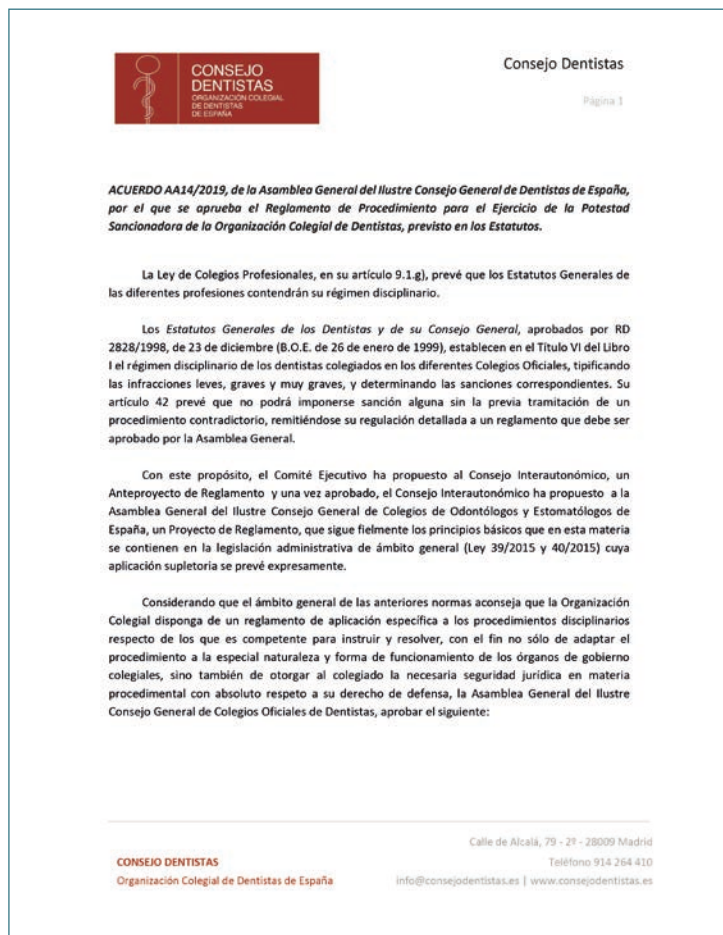 CONSEJO
DENTISTAS
ORGANIZACIÓN COLEGIAL
DE DENTISTAS
DE ESPAÑA
Consejo Dentistas
Página 1
ACUERDO AA14/2019, de la Asamblea General del Ilustre Consejo General de Dentistas de España,
por el que se aprueba el Reglamento de Procedimiento para el Ejercicio de la Potestad
Sancionadora de la Organización Colegial de Dentistas, previsto en los Estatutos.
La Ley de Colegios Profesionales, en su artículo 9.1.g), prevé que los Estatutos Generales de
las diferentes profesiones contendrán su régimen disciplinario.
Los Estatutos Generales de los Dentistas y de su Consejo General, aprobados por RD
2828/1998, de 23 de diciembre (B.O.E. de 26 de enero de 1999), establecen en el Título VI del Libro
I el régimen disciplinario de los dentistas colegiados en los diferentes Colegios Oficiales, tipificando
las infracciones leves, graves y muy graves, y determinando las sanciones correspondientes. Su
artículo 42 prevé que no podrá imponerse sanción alguna sin la previa tramitación de un
procedimiento contradictorio, remitiéndose su regulación detallada a un reglamento que debe ser
aprobado por la Asamblea General.
Con este propósito, el Comité Ejecutivo ha propuesto al Consejo Interautonómico, un
Anteproyecto de Reglamento y una vez aprobado, el Consejo Interautonómico ha propuesto a la
Asamblea General del Ilustre Consejo General de Colegios de Odontólogos y Estomatólogos de
España, un Proyecto de Reglamento, que sigue fielmente los principios básicos que en esta materia
se contienen en la legislación administrativa de ámbito general (Ley 39/2015 y 40/2015) cuya
aplicación supletoria se prevé expresamente.
Considerando que el ámbito general de las anteriores normas aconseja que la Organización
Colegial disponga de un reglamento de aplicación específica a los procedimientos disciplinarios
respecto de los que es competente para instruir y resolver, con el fin no sólo de adaptar el
procedimiento a la especial naturaleza y forma de funcionamiento de los órganos de gobierno
colegiales, sino también de otorgar al colegiado la necesaria seguridad jurídica en materia
procedimental con absoluto respeto a su derecho de defensa, la Asamblea General del Ilustre
Consejo General de Colegios Oficiales de Dentistas, aprobar el siguiente:
Calle de Alcalá, 79 - 2º - 28009 Madrid
CONSEJO DENTISTAS
Teléfono 914 264 410
Organización Colegial de Dentistas de España
info@consejodentistas.es | www.consejodentistas.es